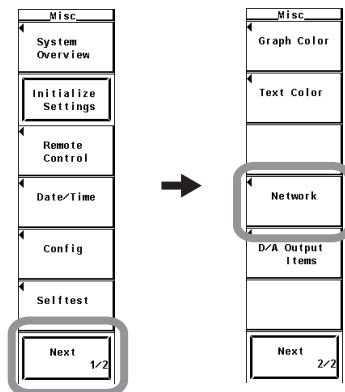 Misc
System
Overview
Initialize
Settings
Remote
Control
Date/Time
Config
Selftest
Next
1/2
Misc
Graph Color
Text Color
Network
D/A Output
Items
Next
2/2